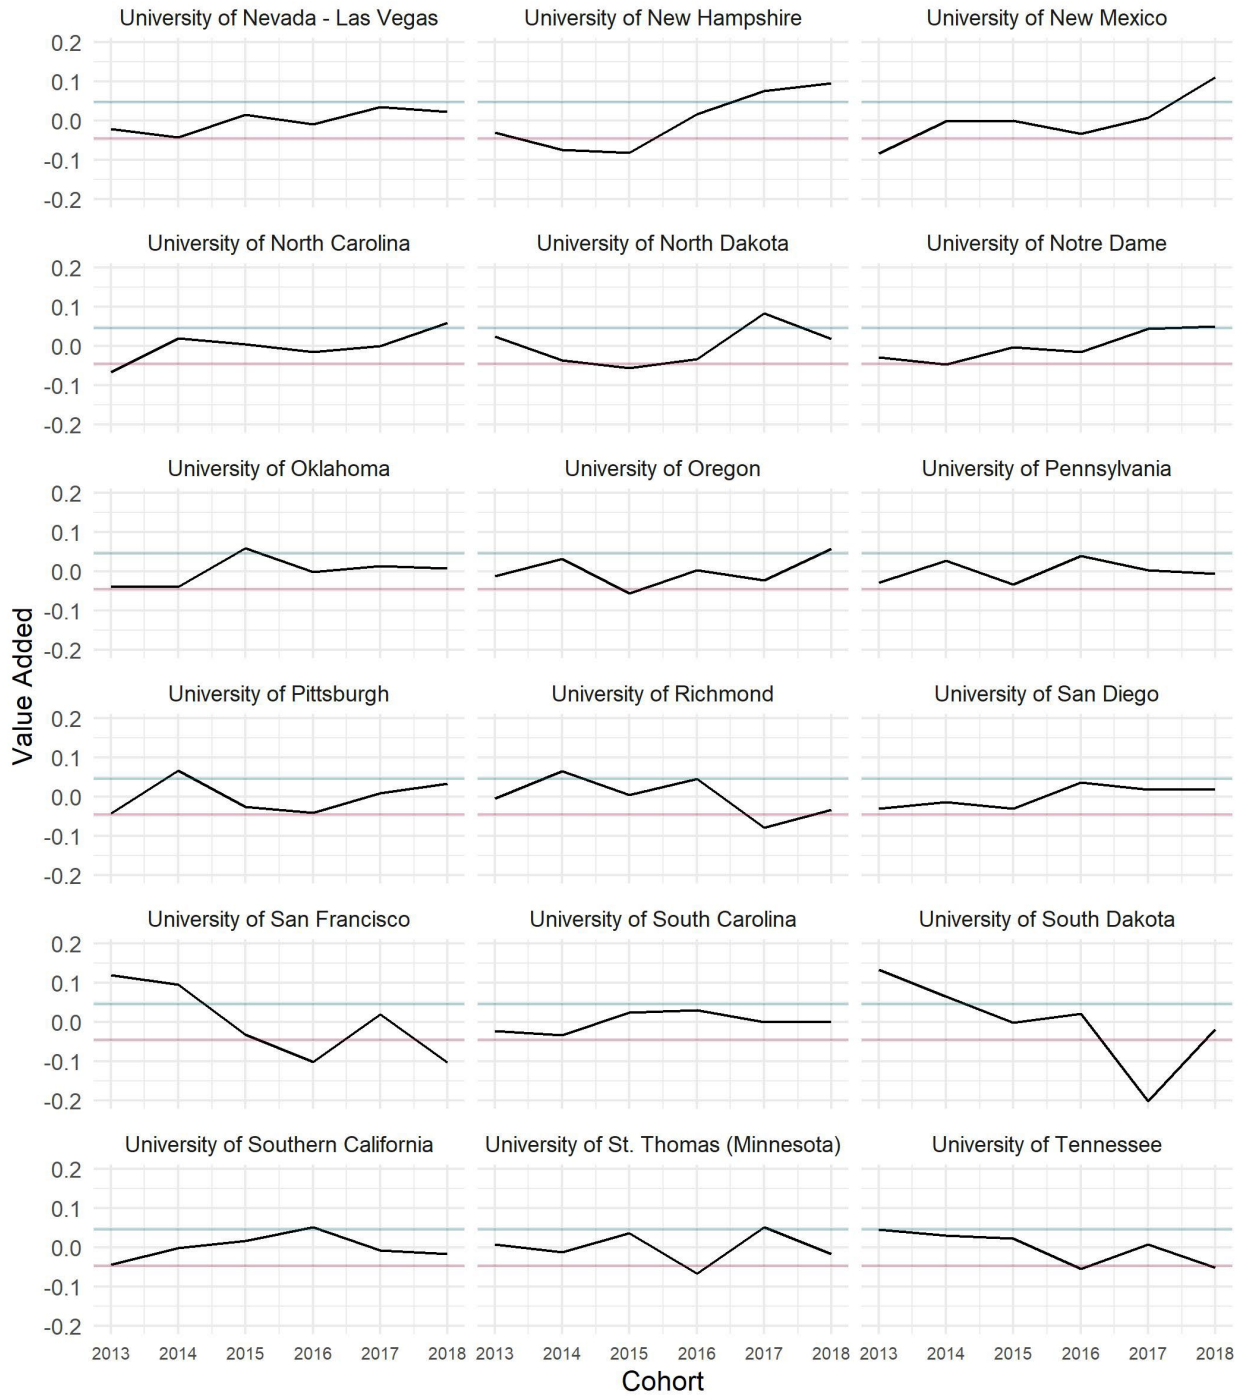 University of Nevada - Las Vegas
University of New Hampshire
University of New Mexico
0.2
0.1
0.0
-0.1
-0.2
University of North Carolina
University of North Dakota
University of Notre Dame
0.2
0.1
0.0
-0.1
-0.2
University of Oklahoma
University of Oregon
University of Pennsylvania
0.2
0.1
0.0
-0.1
-0.2
Value Added
University of Pittsburgh
University of Richmond
University of San Diego
0.2
0.1
0.0
-0.1
-0.2
University of San Francisco
University of South Carolina
University of South Dakota
0.2
0.1
0.0
-0.1
-0.2
University of Southern California
University of St. Thomas (Minnesota)
University of Tennessee
0.2
0.1
0.0
-0.1
-0.2
2013 2014 2015 2016 2017 2018
2013 2014 2015 2016 2017 2018
2013 2014 2015 2016 2017 2018
Cohort